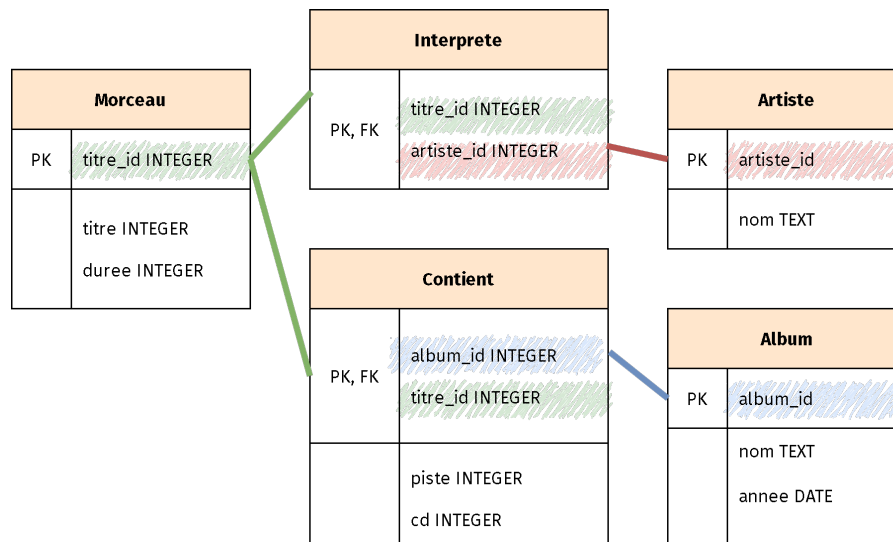 Morceau
PK
titre_id INTEGER
titre INTEGER
duree INTEGER
Interprete
PK, FK
titre_id INTEGER
artiste_id INTEGER
Artiste
PK
artiste_id
nom TEXT
Contient
PK, FK
album_id INTEGER
titre_id INTEGER
piste INTEGER
cd INTEGER
Album
PK
album_id
nom TEXT
annee DATE